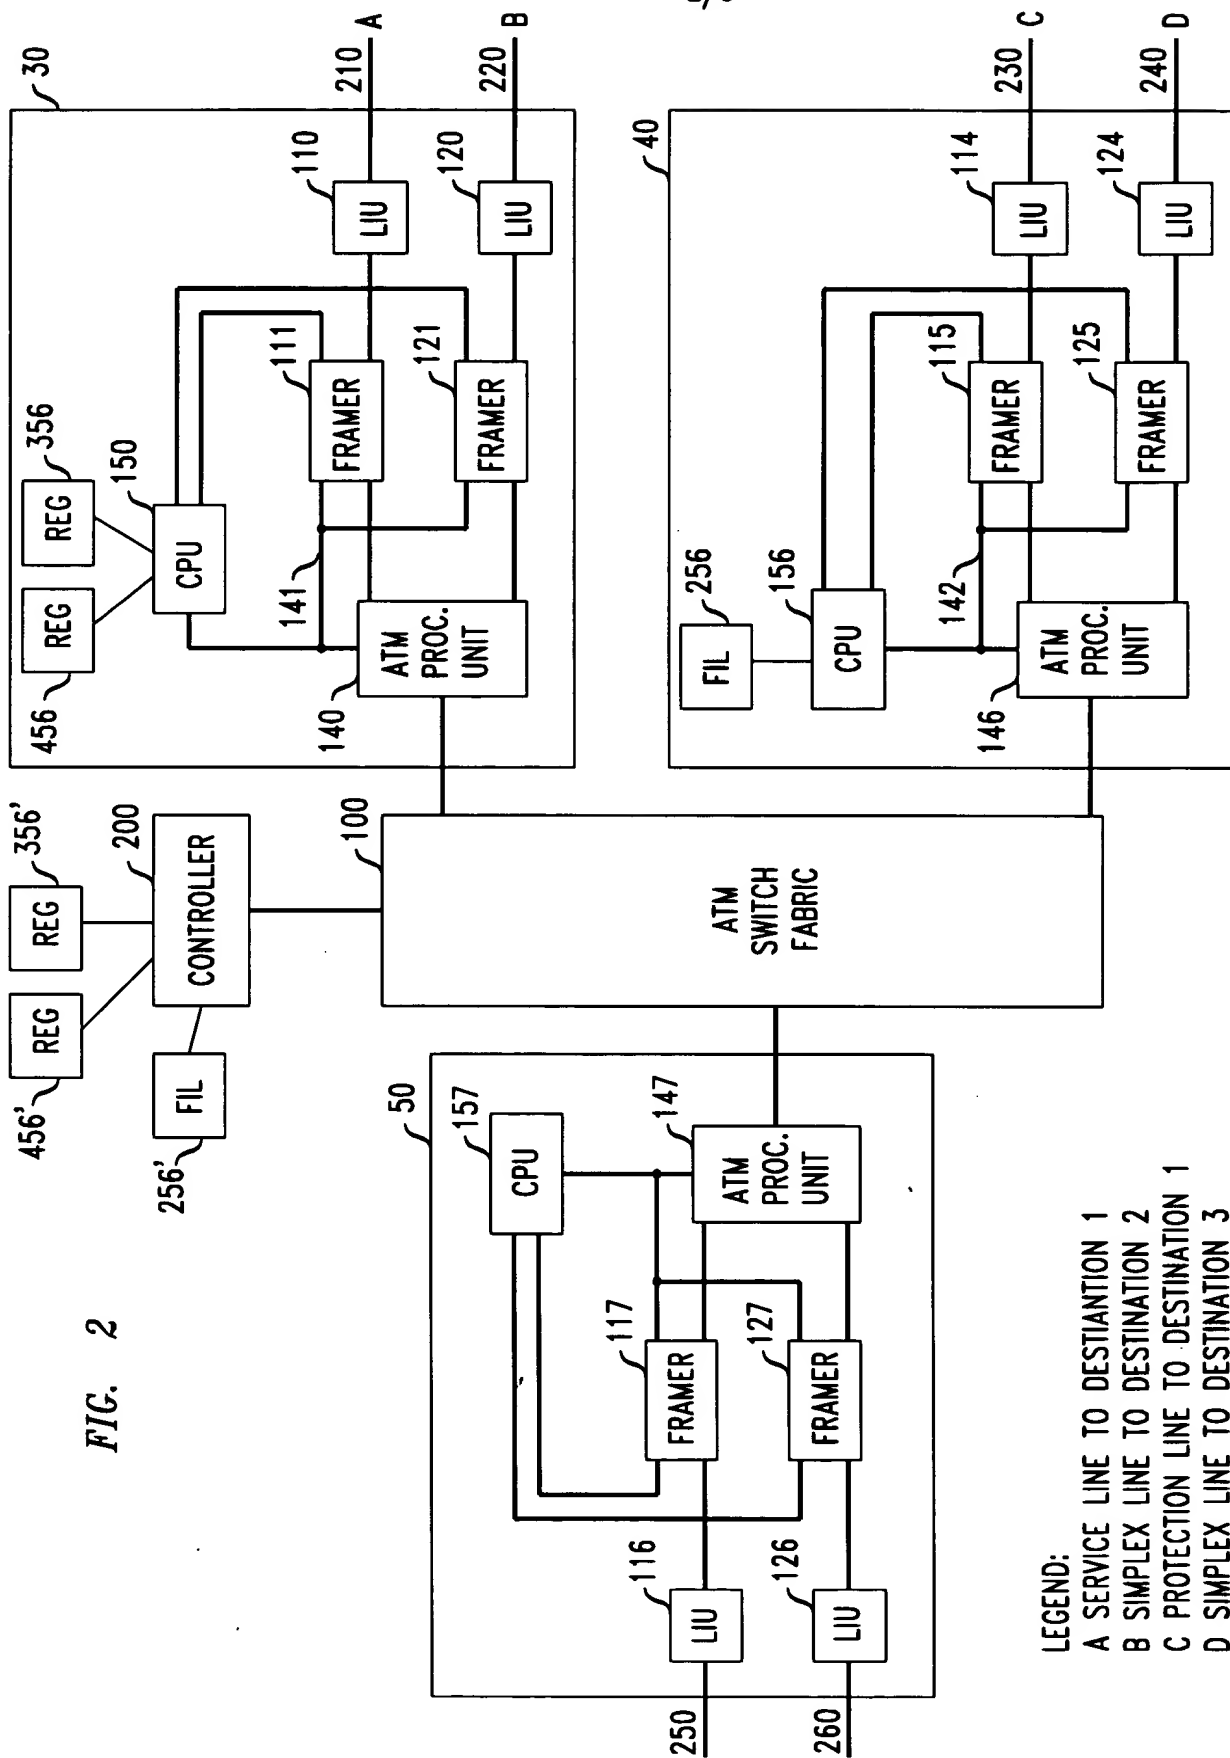 FIG. 2
456'
REG
356'
REG
256'
FIL
200
CONTROLLER
100
ATM
SWITCH
FABRIC
50
157
CPU
147
ATM
PROC.
UNIT
117
FRAMER
127
FRAMER
116
LIU
126
LIU
250
260
30
456
REG
356
REG
150
CPU
141
140
ATM
PROC.
UNIT
111
FRAMER
121
FRAMER
110
LIU
120
LIU
210
A
220
B
40
256
FIL
156
CPU
142
146
ATM
PROC.
UNIT
115
FRAMER
125
FRAMER
114
LIU
124
LIU
230
C
240
D
LEGEND:
A SERVICE LINE TO DESTIANTION 1
B SIMPLEX LINE TO DESTINATION 2
C PROTECTION LINE TO DESTINATION 1
D SIMPLEX LINE TO DESTINATION 3